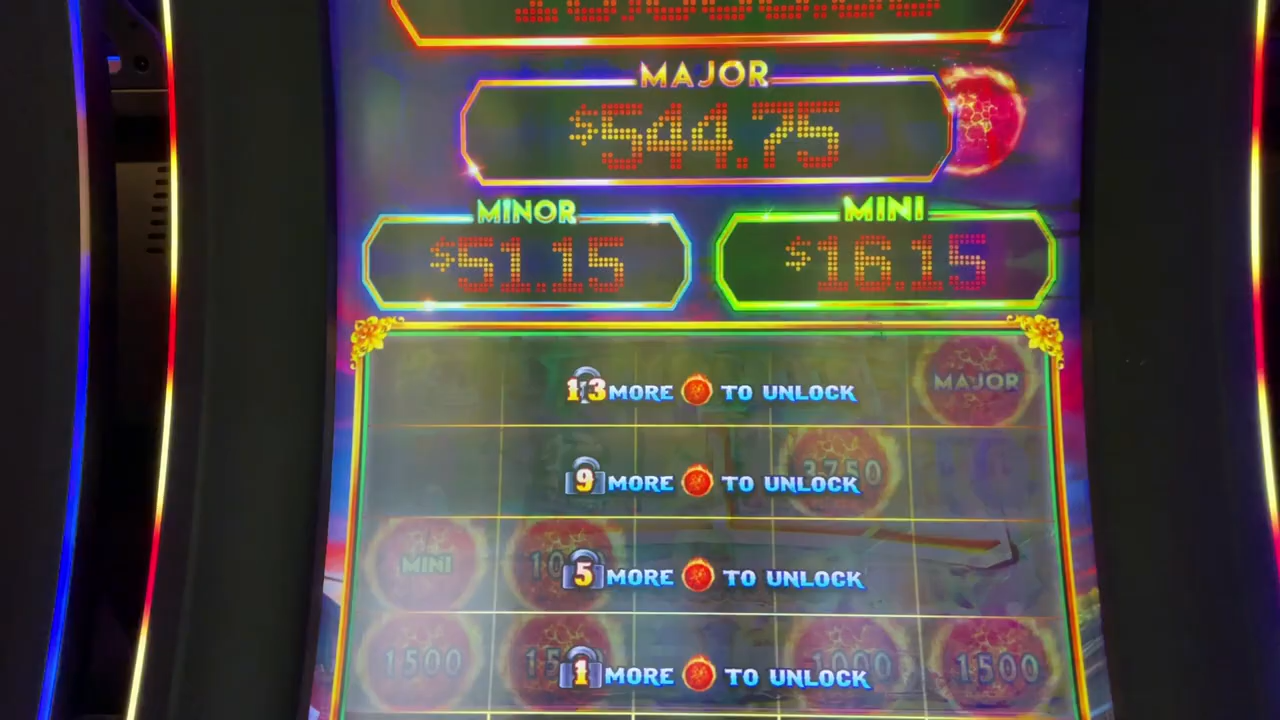 MAJOR
$544.75
MINOR MINI
$51.15 $16.15
13 MORE TO UNLOCK MAJOR
9 MORE TO UNLOCK 3750
MINI 5 MORE TO UNLOCK
1500 1 MORE TO UNLOCK 1000 1500